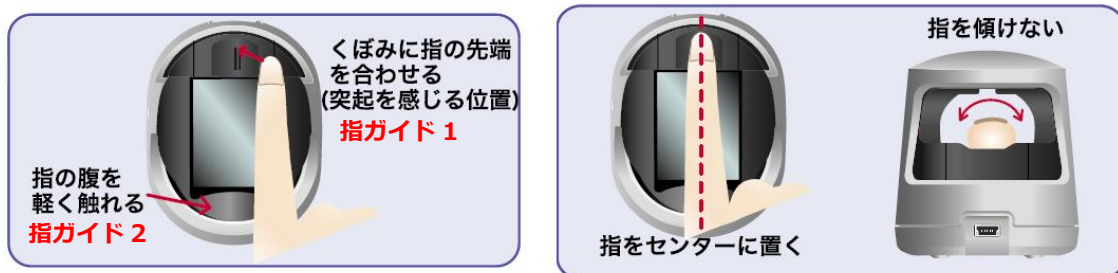 くぼみに指の先端
を合わせる
(突起を感じる位置)
指ガイド１
指の腹を
軽く触れる
指ガイド２
指をセンターに置く
指を傾けない